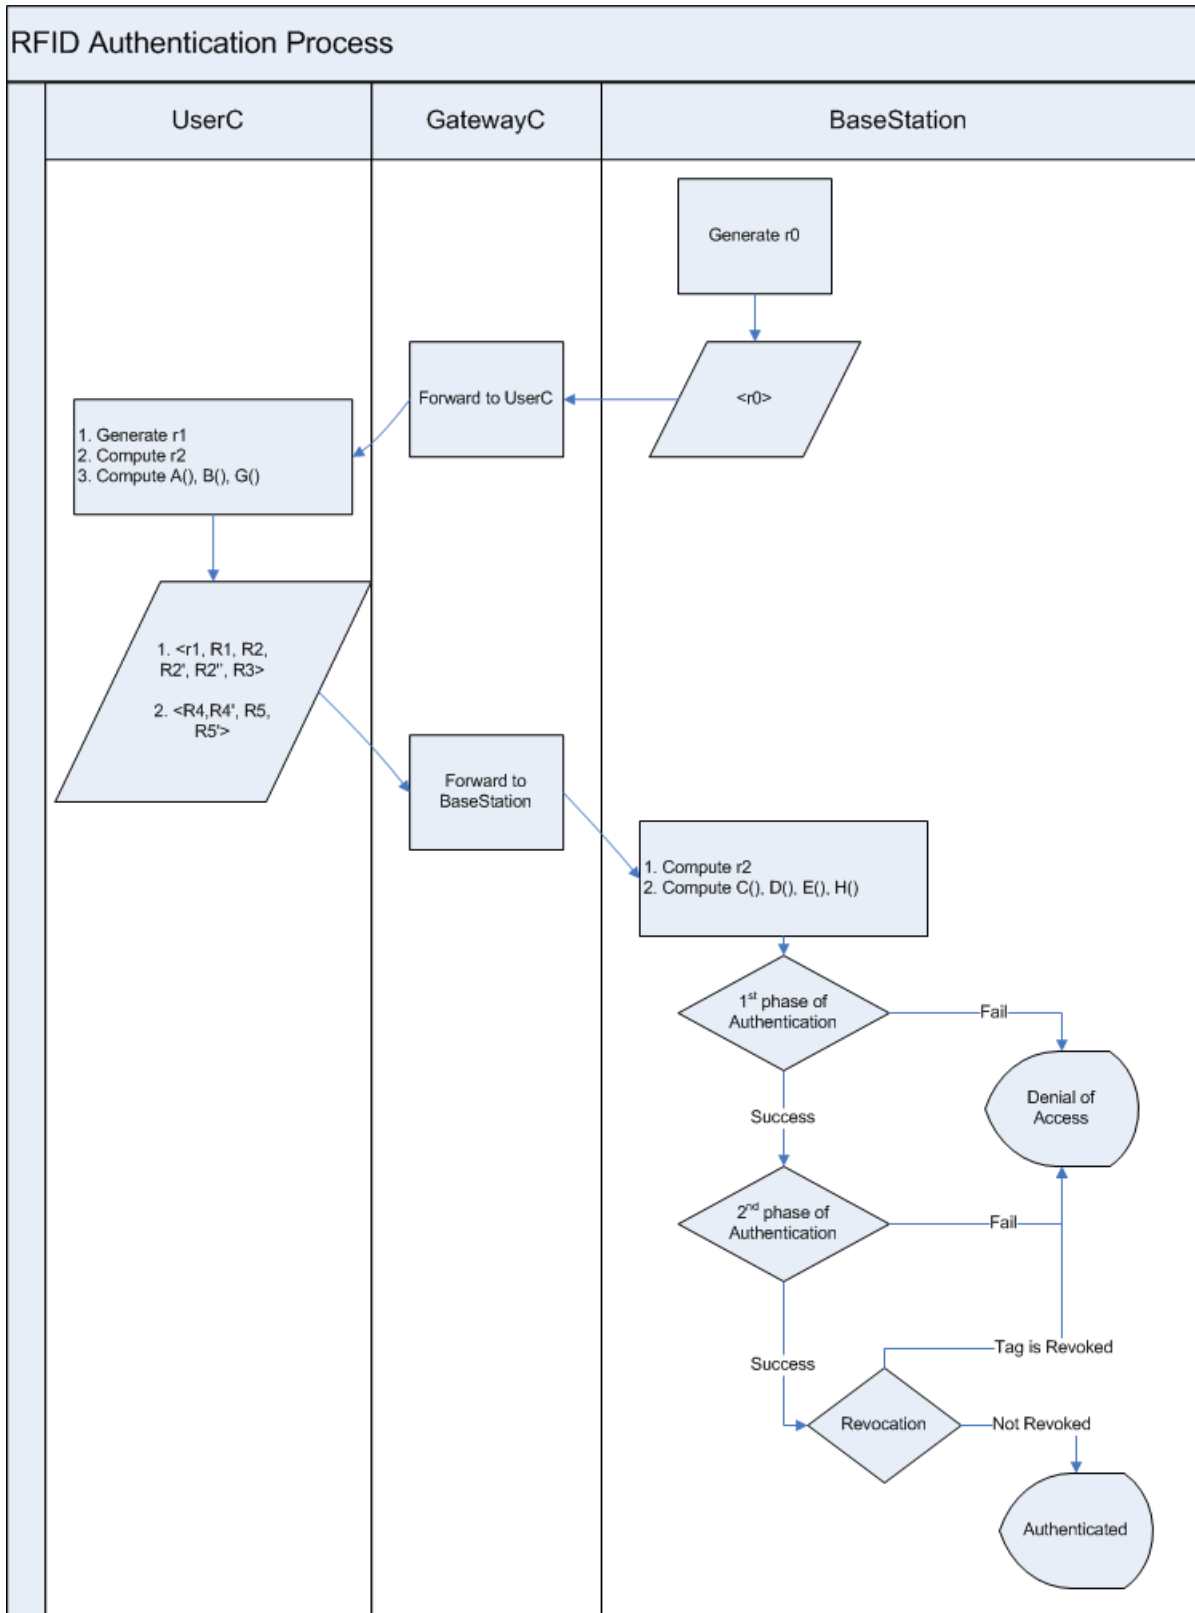 RFID Authentication Process
UserC
GatewayC
BaseStation
Generate r0
Forward to UserC
<r0>
1. Generate r1
2. Compute r2
3. Compute A(), B(), G()
1. <r1, R1, R2,
R2', R2'', R3>
2. <R4,R4', R5,
R5'>
Forward to
BaseStation
1. Compute r2
2. Compute C(), D(), E(), H()
1st phase of
Authentication
Fail
Denial of
Access
Success
2nd phase of
Authentication
Fail
Tag is Revoked
Success
Revocation
Not Revoked
Authenticated